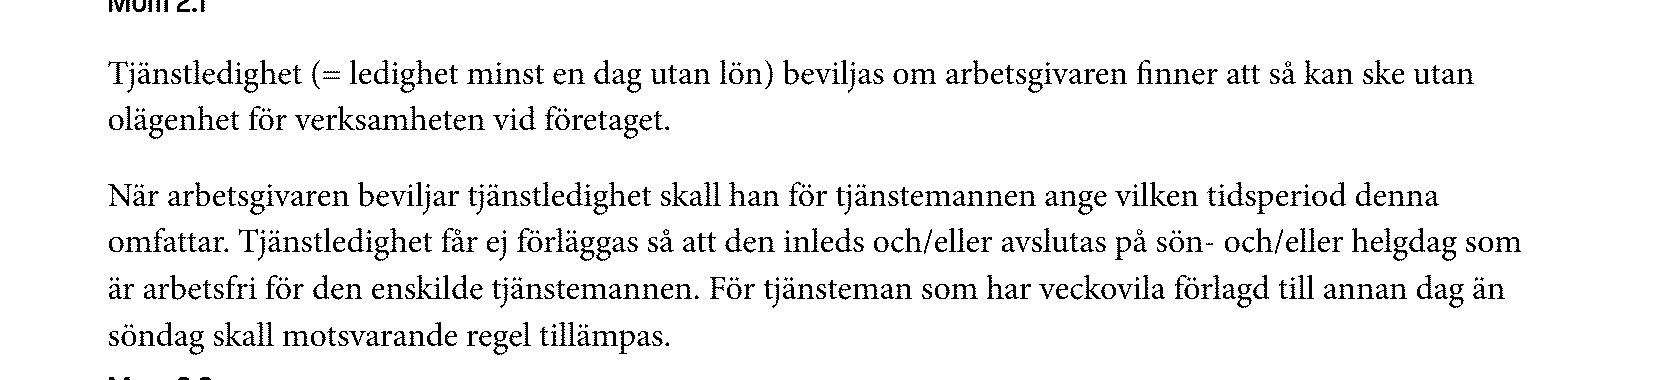 Mom 2.1
Tjänstledighet (= ledighet minst en dag utan lön) beviljas om arbetsgivaren finner att så kan ske utan
olägenhet för verksamheten vid företaget.
När arbetsgivaren beviljar tjänstledighet skall han för tjänstemannen ange vilken tidsperiod denna
omfattar. Tjänstledighet får ej förläggas så att den inleds och/eller avslutas på sön- och/eller helgdag som
är arbetsfri för den enskilde tjänstemannen. För tjänsteman som har veckovila förlagd till annan dag än
söndag skall motsvarande regel tillämpas.